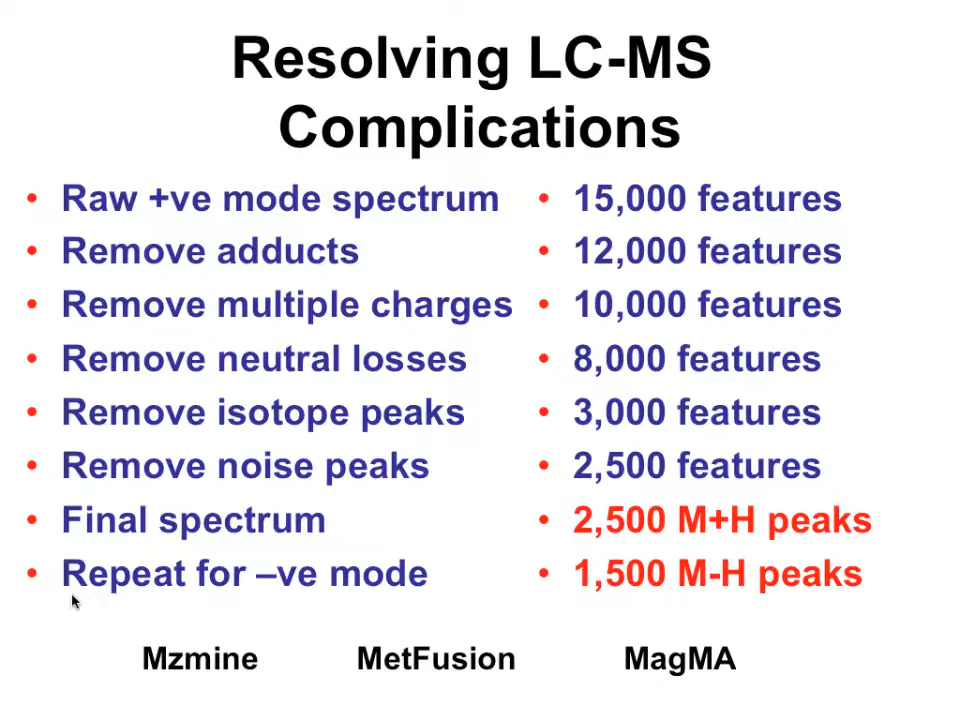 Resolving LC-MS
Complications
• Raw +ve mode spectrum
• Remove adducts
• Remove multiple charges
• Remove neutral losses
• Remove isotope peaks
• Remove noise peaks
• Final spectrum
• Repeat for –ve mode
• 15,000 features
• 12,000 features
• 10,000 features
• 8,000 features
• 3,000 features
• 2,500 features
• 2,500 M+H peaks
• 1,500 M-H peaks
Mzmine MetFusion MagMA